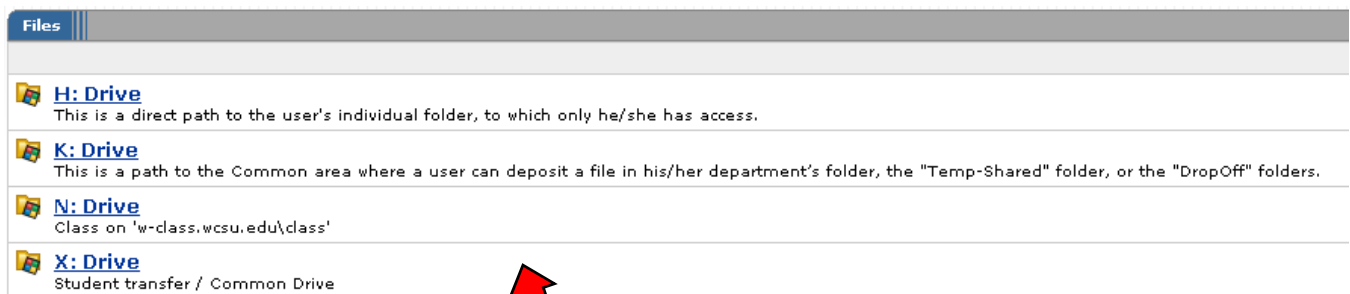 Files
H: Drive
This is a direct path to the user's individual folder, to which only he/she has access.
K: Drive
This is a path to the Common area where a user can deposit a file in his/her department’s folder, the "Temp-Shared" folder, or the "DropOff" folders.
N: Drive
Class on 'w-class.wcsu.edu\class'
X: Drive
Student transfer / Common Drive